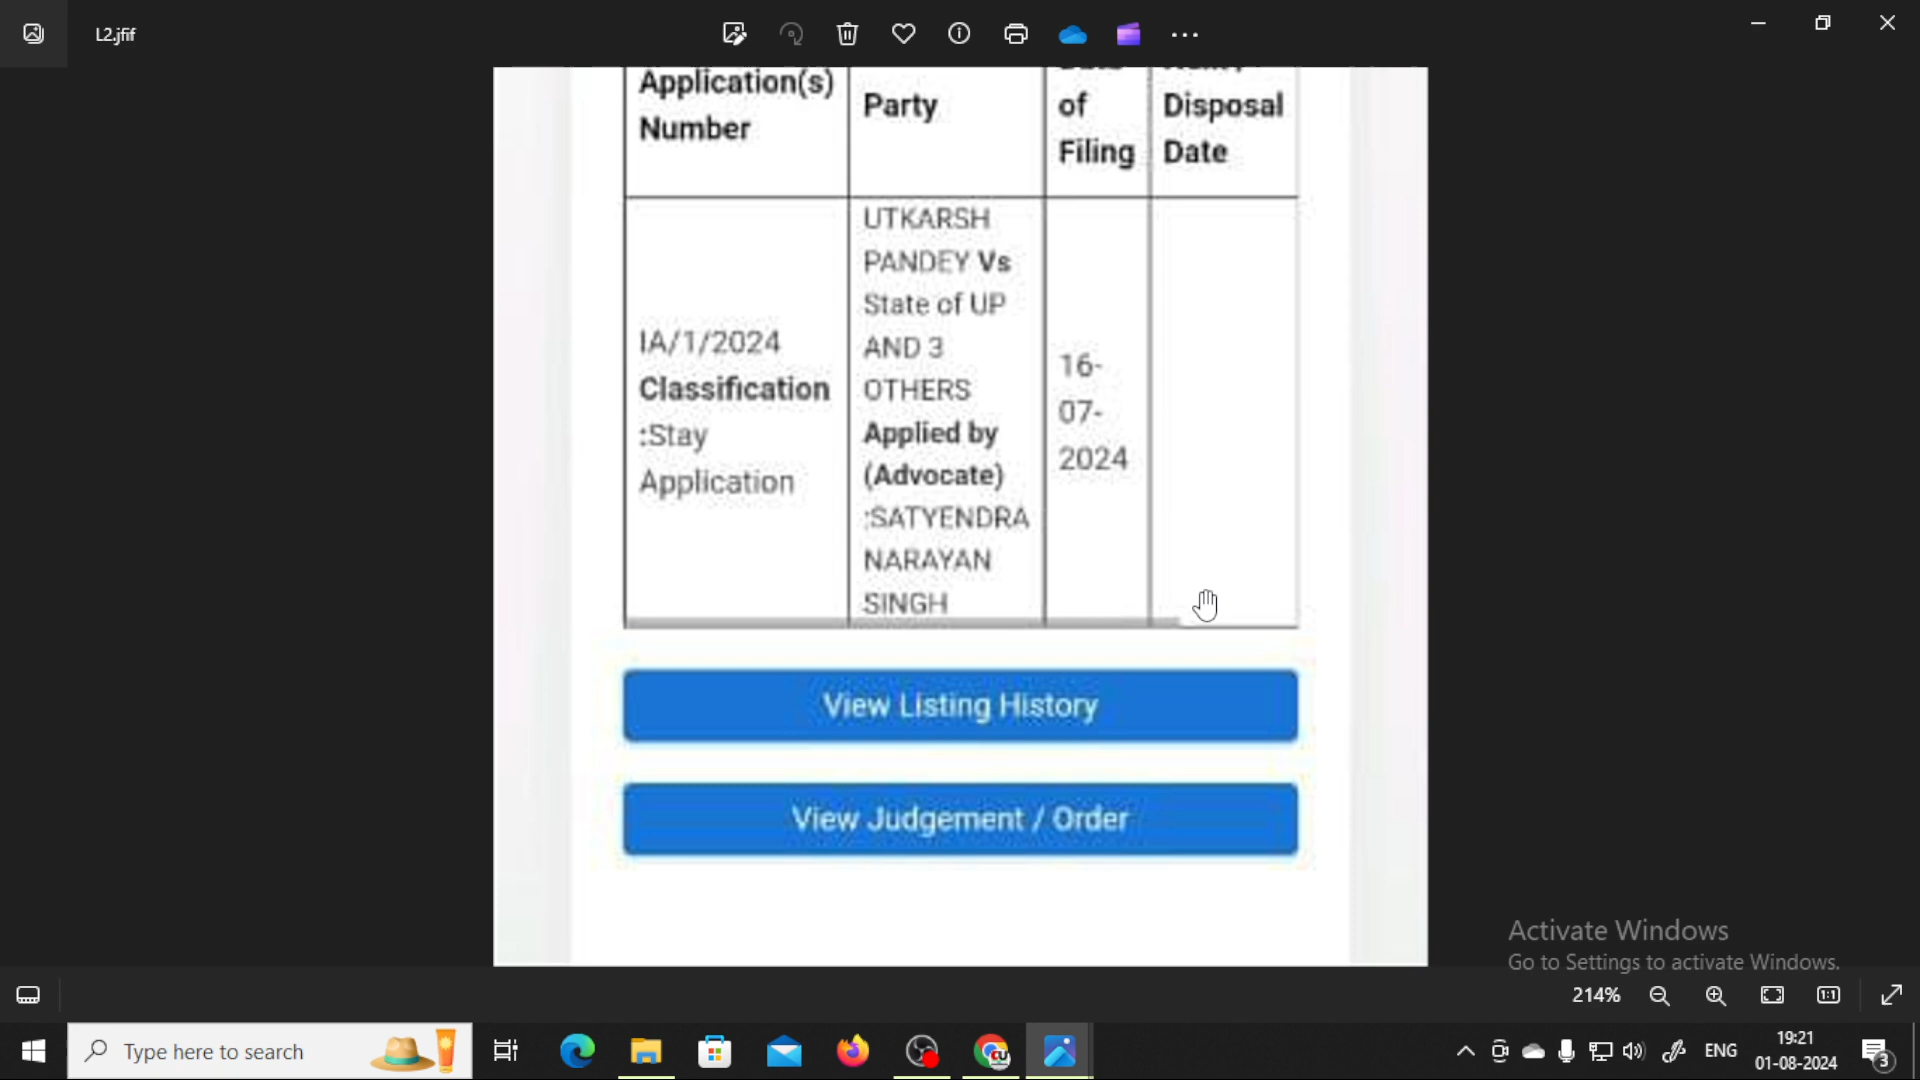 L2.jfif
Application(s)
Number
Party
of
Filing
Disposal
Date
IA/1/2024
Classification
:Stay
Application
UTKARSH
PANDEY Vs
State of UP
AND 3
OTHERS
Applied by
(Advocate)
:SATYENDRA
NARAYAN
SINGH
16-
07-
2024
View Listing History
View Judgement / Order
Activate Windows
Go to Settings to activate Windows.
214%
1:1
Type here to search
CU
ENG
19:21
01-08-2024
3